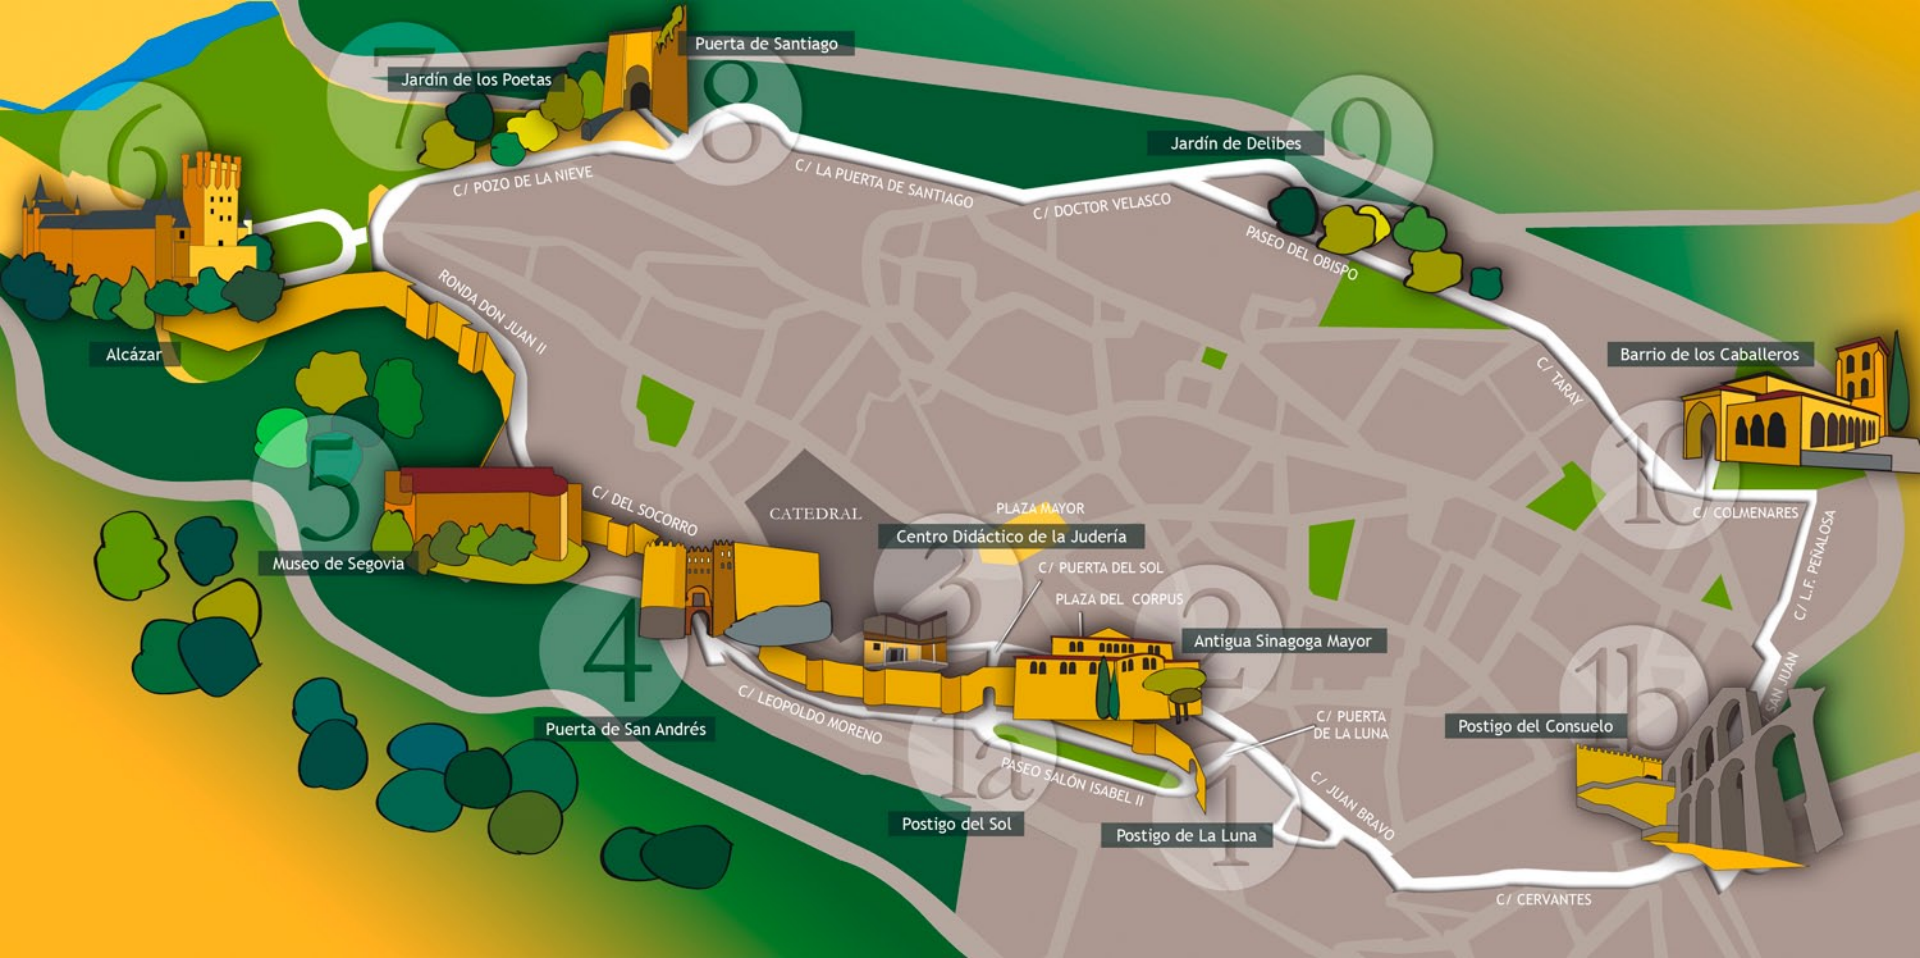 7
Puerta de Santiago
Jardín de los Poetas
8
6
9
Jardín de Delibes
C/ POZO DE LA NIEVE
C/ LA PUERTA DE SANTIAGO
C/ DOCTOR VELASCO
PASEO DEL OBISPO
RONDA DON JUAN II
Alcázar
Barrio de los Caballeros
C/ TARAY
5
10
C/ DEL SOCORRO
CATEDRAL
PLAZA MAYOR
C/ COLMENARES
Centro Didáctico de la Judería
3
Museo de Segovia
C/ PUERTA DEL SOL
C/ L.F. PEÑALOSA
PLAZA DEL CORPUS
2
4
Antigua Sinagoga Mayor
1b
SAN JUAN
C/ LEOPOLDO MORENO
Puerta de San Andrés
C/ PUERTA
DE LA LUNA
Postigo del Consuelo
1a
PASEO SALÓN ISABEL II
C/ JUAN BRAVO
1
Postigo del Sol
Postigo de La Luna
C/ CERVANTES